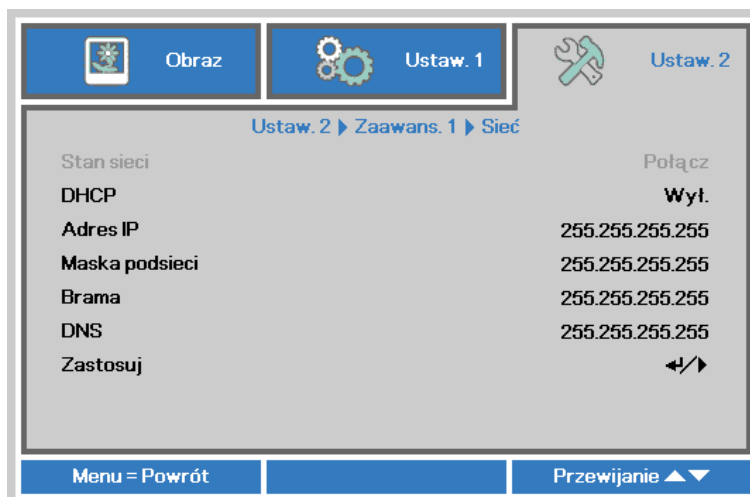 Obraz Ustaw. 1 Ustaw. 2
Ustaw. 2 Zaawans. 1 Sieć
Stan sieci Połącz
DHCP Wył.
Adres IP 255.255.255.255
Maska podsieci 255.255.255.255
Brama 255.255.255.255
DNS 255.255.255.255
Zastosuj
Menu = Powrót Przewijanie